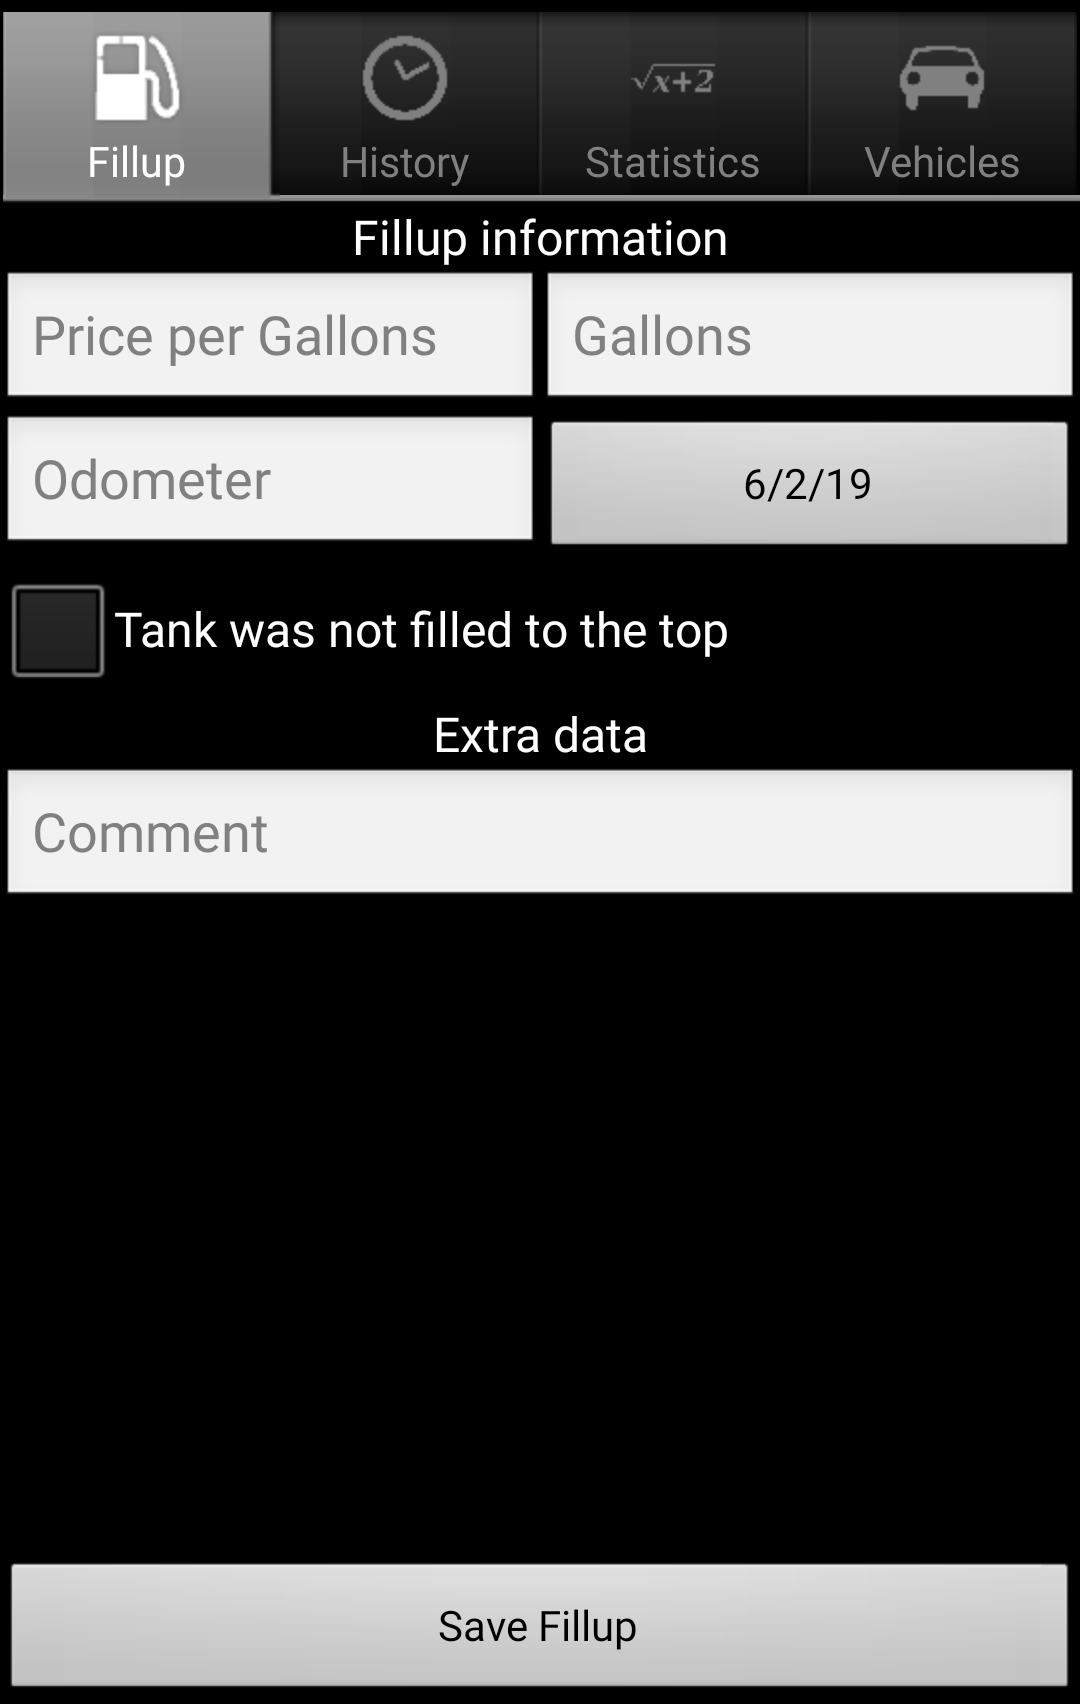 Fillup
History
√x+2
Statistics
Vehicles
Fillup information
Price per Gallons
Gallons
Odometer
6/2/19
Tank was not filled to the top
Extra data
Comment
Save Fillup